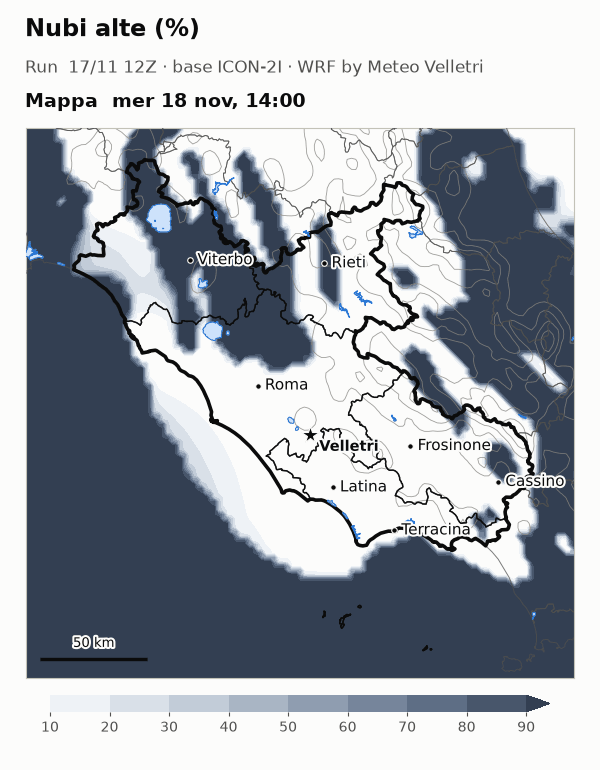 Nubi alte (%)
Run  17/11 12Z · base ICON-2I · WRF by Meteo Velletri
Mappa  mer 18 nov, 14:00
Viterbo
Rieti
Roma
Velletri
Frosinone
Latina
Cassino
Terracina
50 km
10 20 30 40 50 60 70 80 90